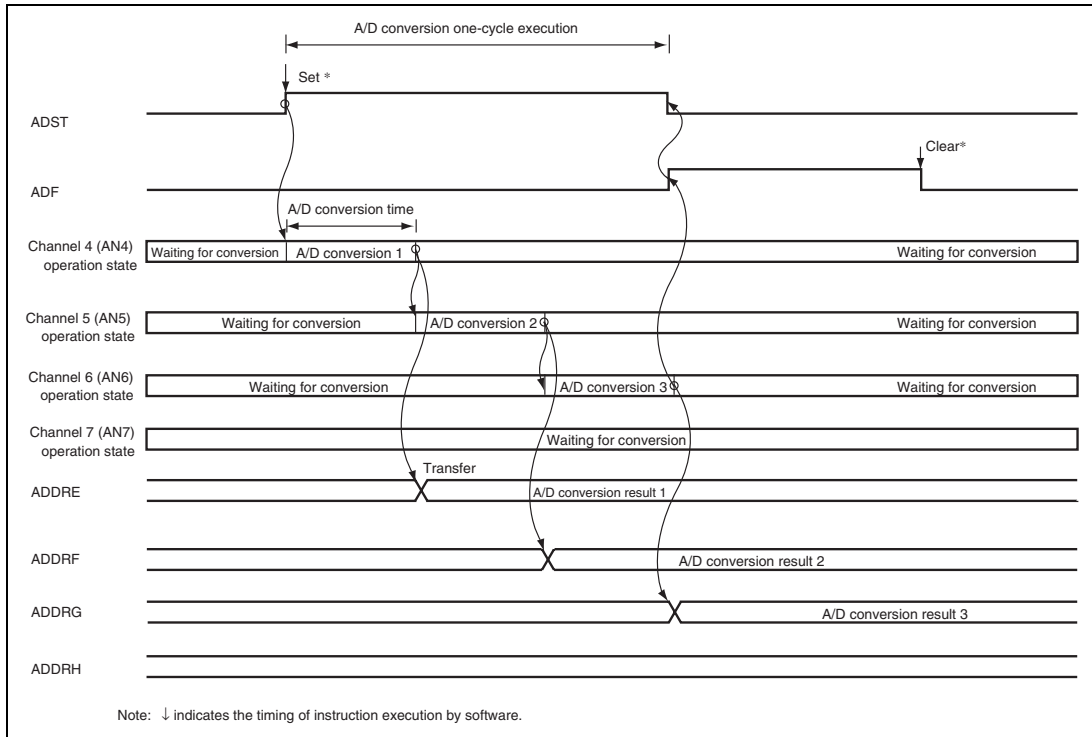 A/D conversion one-cycle execution
Set *
ADST
Clear*
ADF
A/D conversion time
Channel 4 (AN4)
operation state
Waiting for conversion
A/D conversion 1
Waiting for conversion
Channel 5 (AN5)
operation state
Waiting for conversion
A/D conversion 2
Waiting for conversion
Channel 6 (AN6)
operation state
Waiting for conversion
A/D conversion 3
Waiting for conversion
Channel 7 (AN7)
operation state
Waiting for conversion
Transfer
ADDRE
A/D conversion result 1
ADDRF
A/D conversion result 2
ADDRG
A/D conversion result 3
ADDRH
Note: ↓ indicates the timing of instruction execution by software.